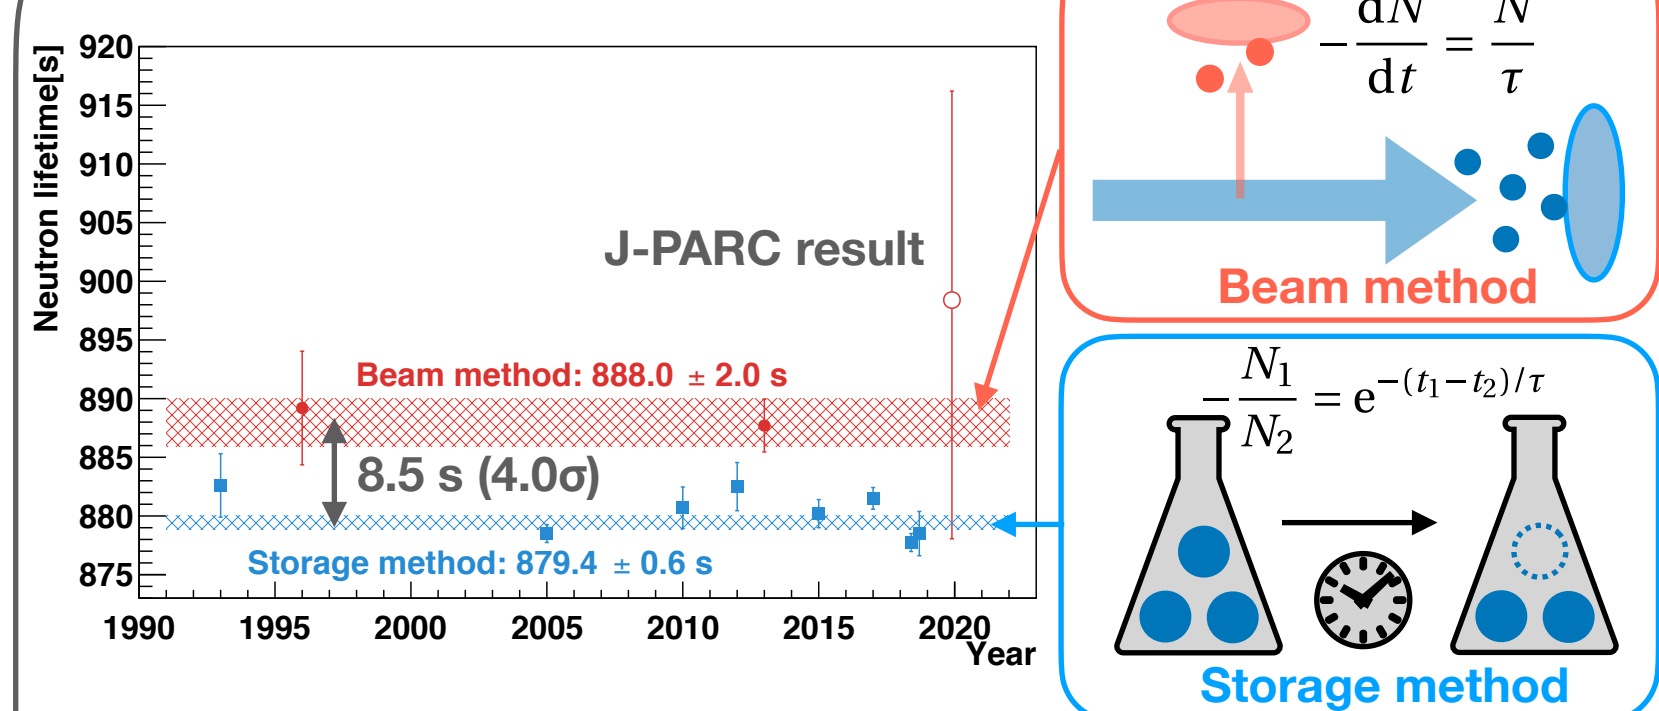 Neutron lifetime[s]
920
915
910
905
900
895
890
885
880
875
J-PARC result
Beam method: 888.0 ± 2.0 s
8.5 s (4.0σ)
Storage method: 879.4 ± 0.6 s
1990 1995 2000 2005 2010 2015 2020
Year
−dN/dt = N/τ
Beam method
−N₁/N₂ = e^−(t₁−t₂)/τ
Storage method